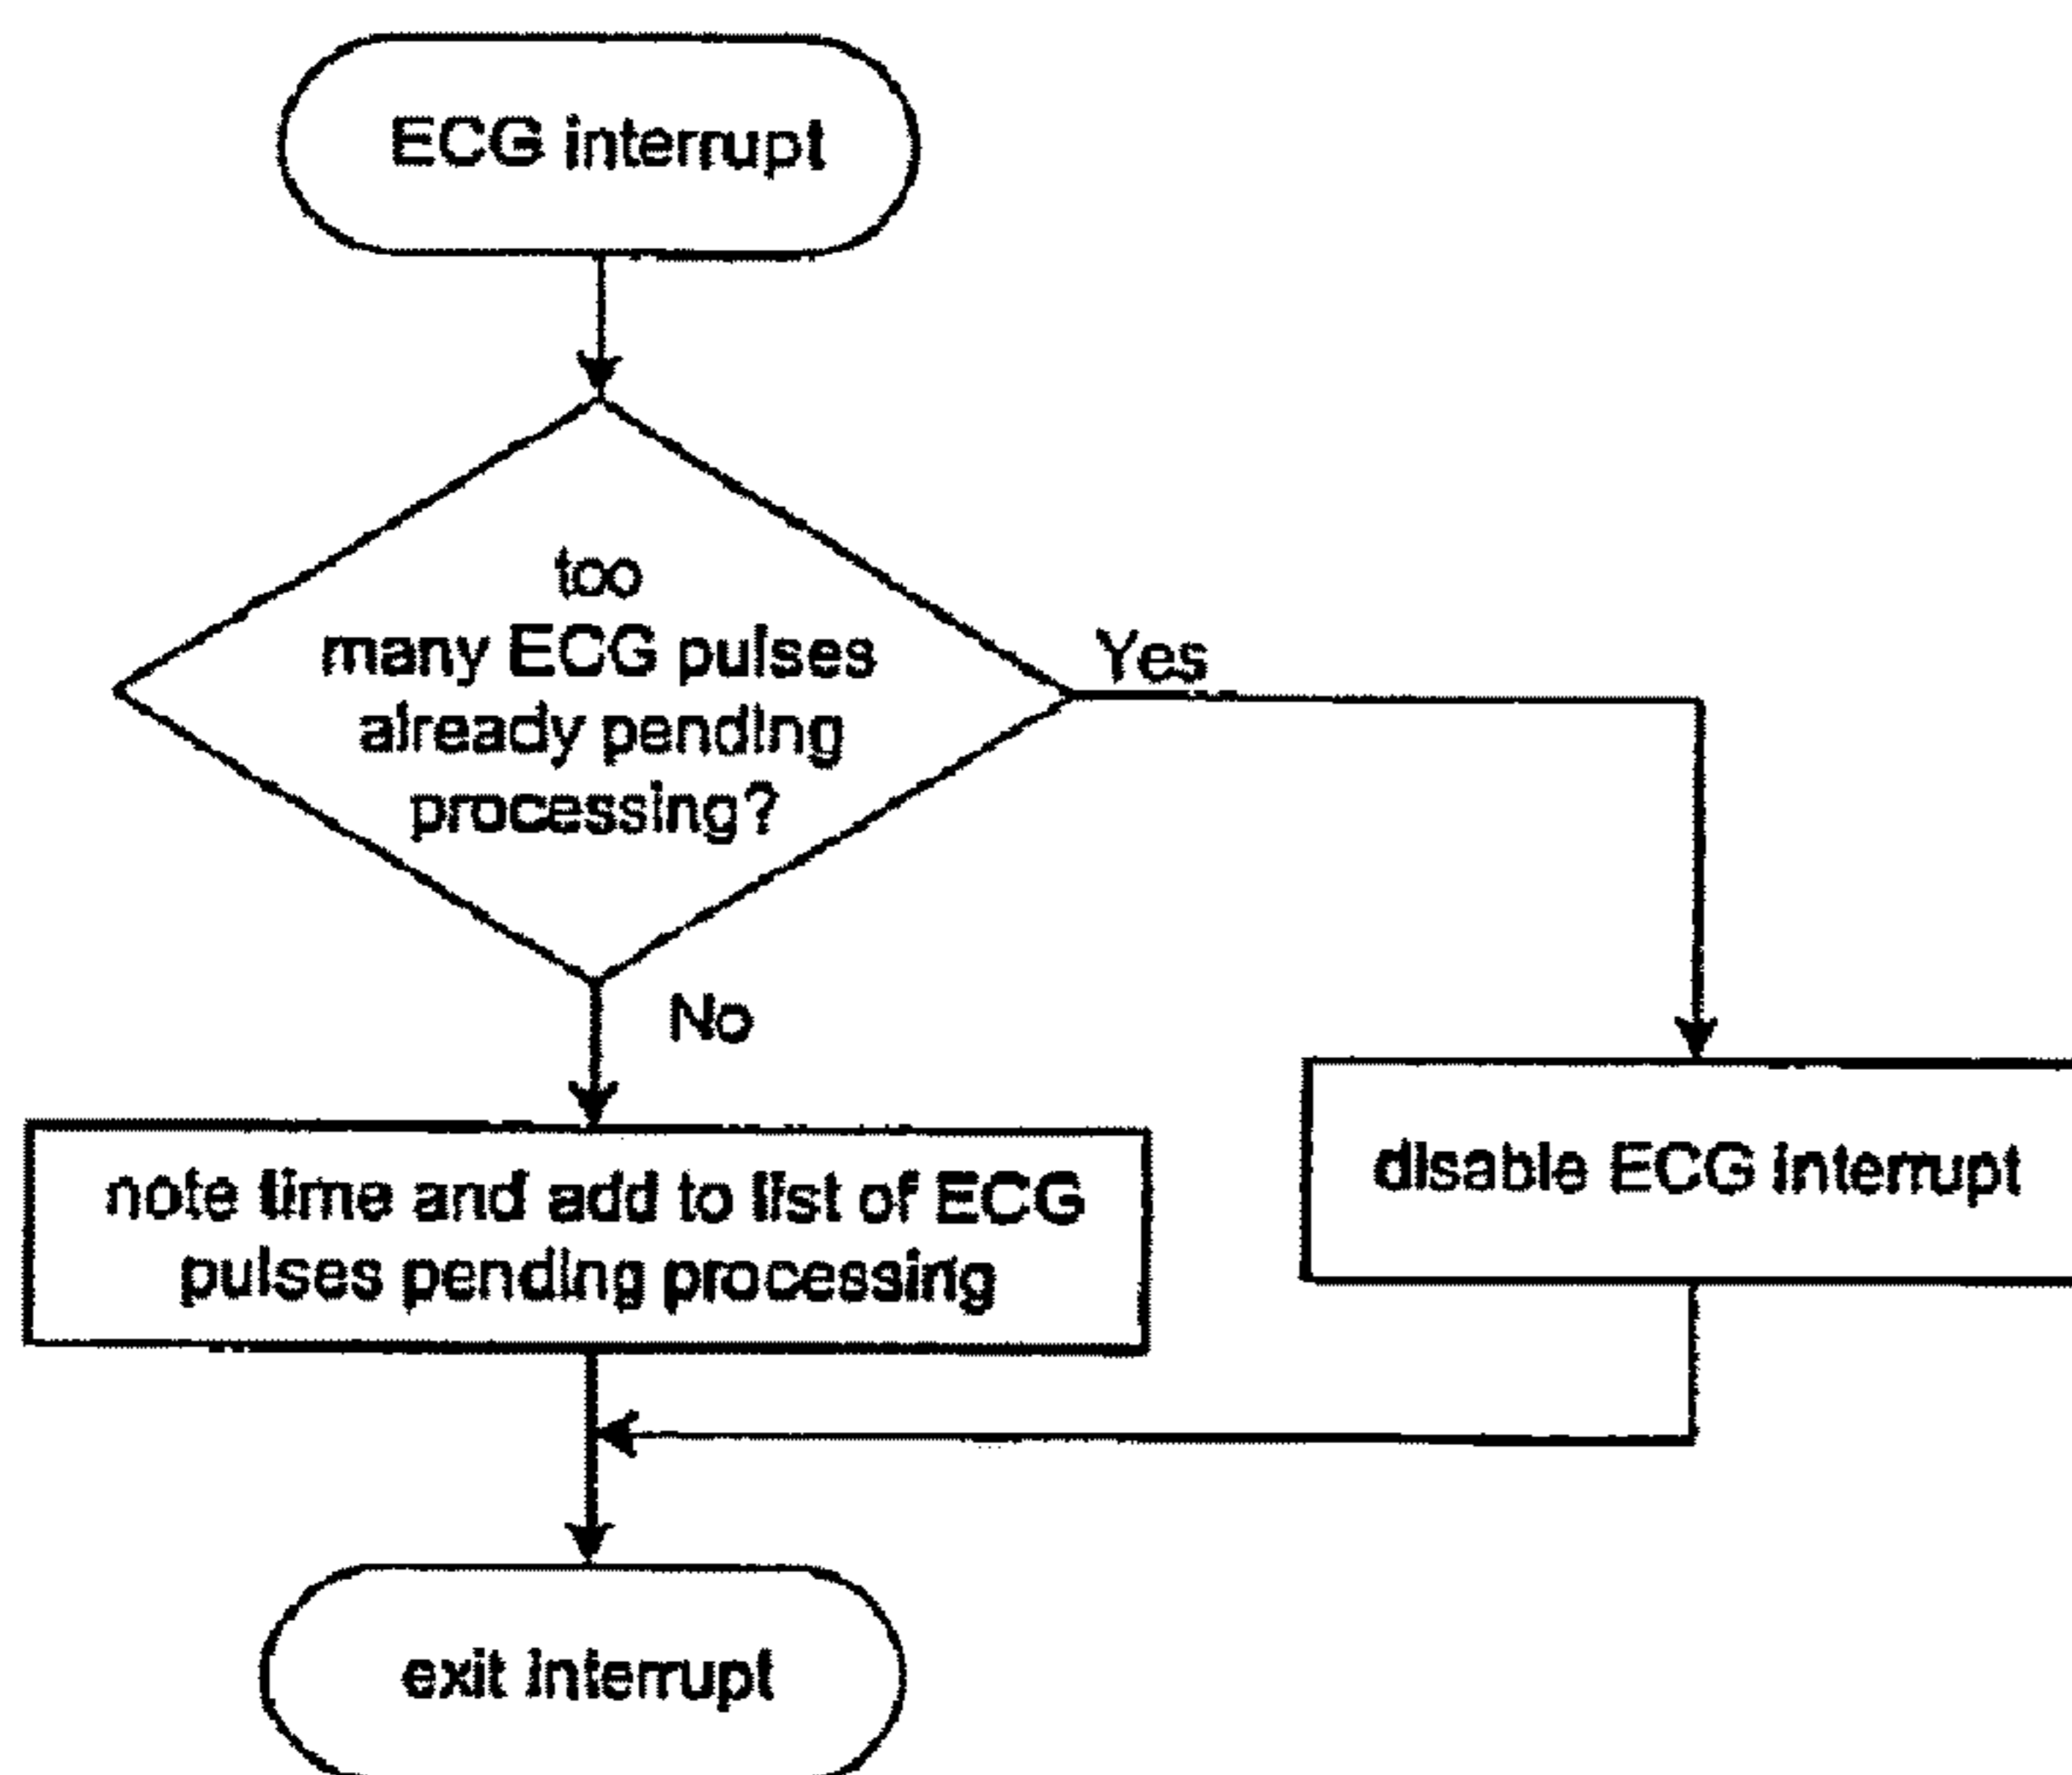 ECG interrupt
too
many ECG pulses
already pending
processing?
Yes
No
note time and add to list of ECG
pulses pending processing
disable ECG interrupt
exit interrupt